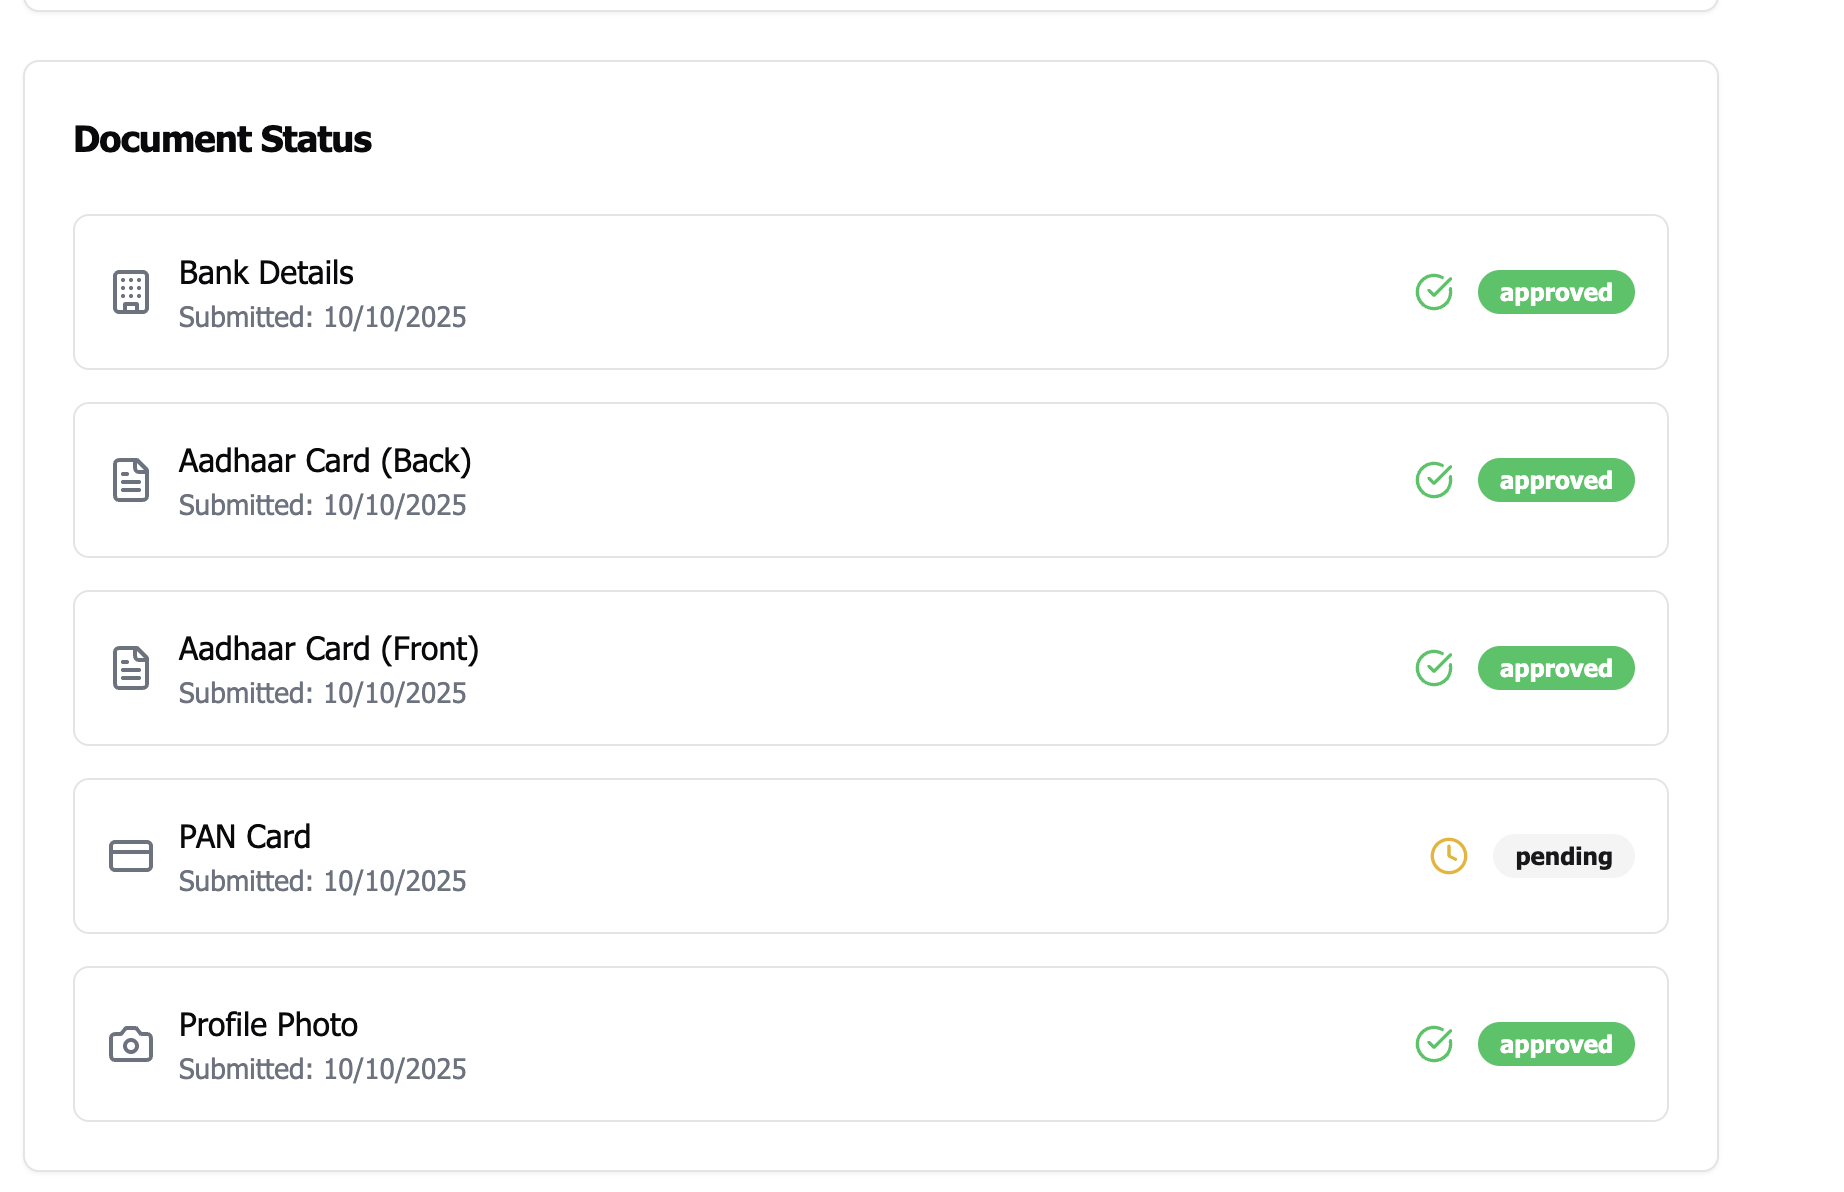 Document Status
Bank Details
Submitted: 10/10/2025
approved
Aadhaar Card (Back)
Submitted: 10/10/2025
approved
Aadhaar Card (Front)
Submitted: 10/10/2025
approved
PAN Card
Submitted: 10/10/2025
pending
Profile Photo
Submitted: 10/10/2025
approved